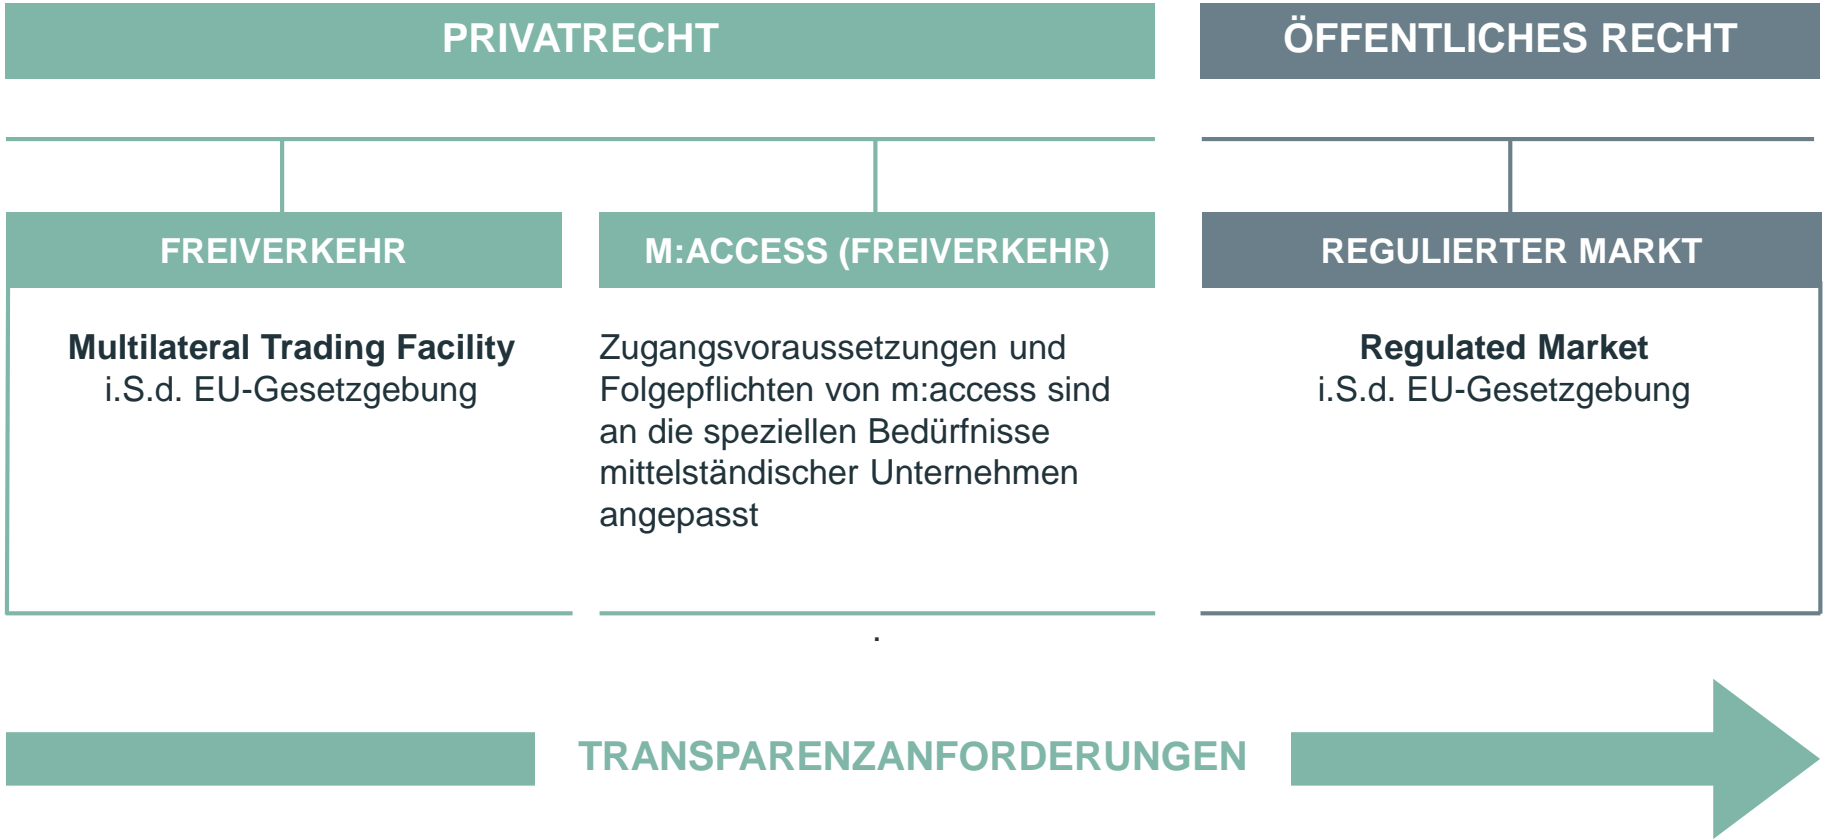 PRIVATRECHT
ÖFFENTLICHES RECHT
FREIVERKEHR
M:ACCESS (FREIVERKEHR)
REGULIERTER MARKT
Multilateral Trading Facility
i.S.d. EU-Gesetzgebung
Zugangsvoraussetzungen und
Folgepflichten von m:access sind
an die speziellen Bedürfnisse
mittelständischer Unternehmen
angepasst
Regulated Market
i.S.d. EU-Gesetzgebung
.
TRANSPARENZANFORDERUNGEN